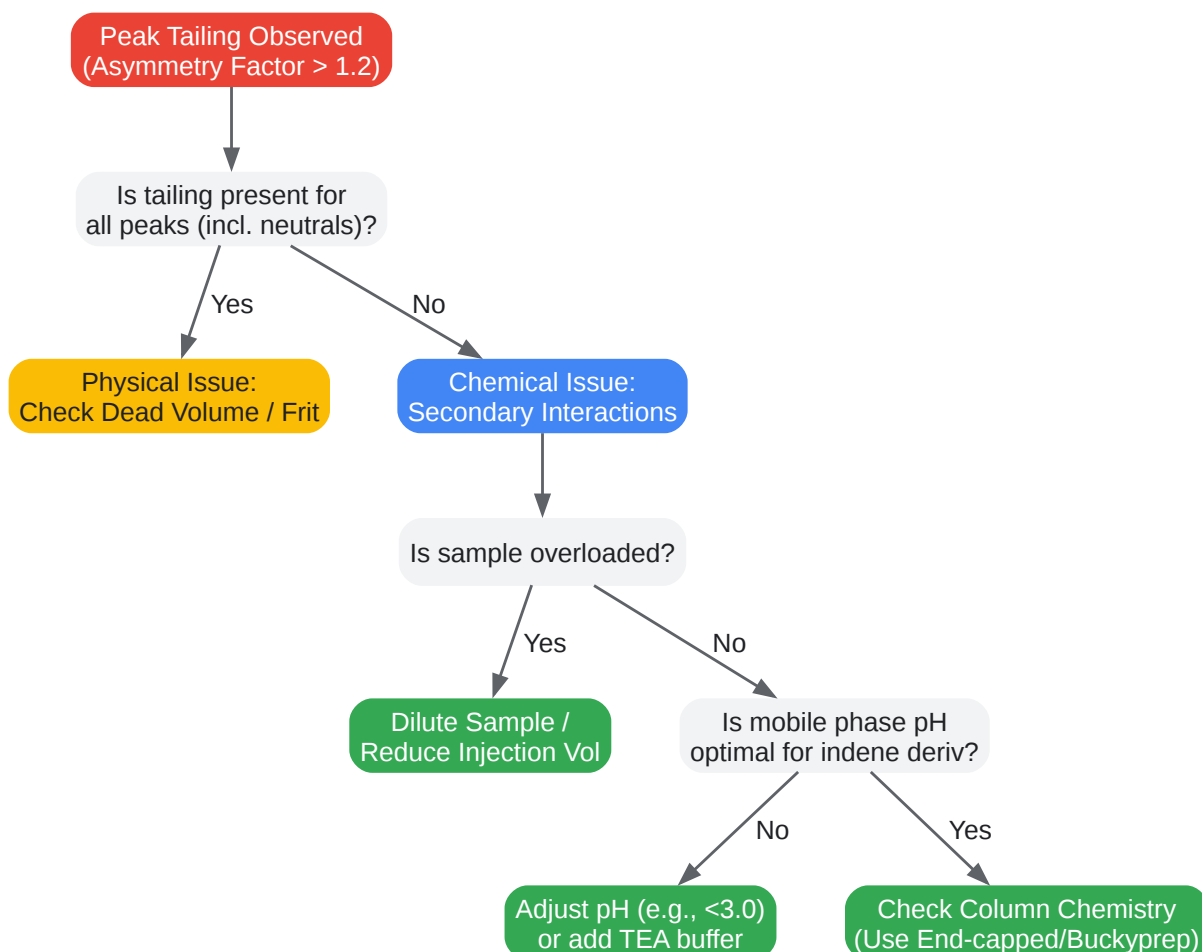 Peak Tailing Observed
(Asymmetry Factor > 1.2)
Is tailing present for
all peaks (incl. neutrals)?
Yes
No
Physical Issue:
Check Dead Volume / Frit
Chemical Issue:
Secondary Interactions
Is sample overloaded?
Yes
No
Dilute Sample /
Reduce Injection Vol
Is mobile phase pH
optimal for indene deriv?
No
Yes
Adjust pH (e.g., <3.0)
or add TEA buffer
Check Column Chemistry
(Use End-capped/Buckyprep)